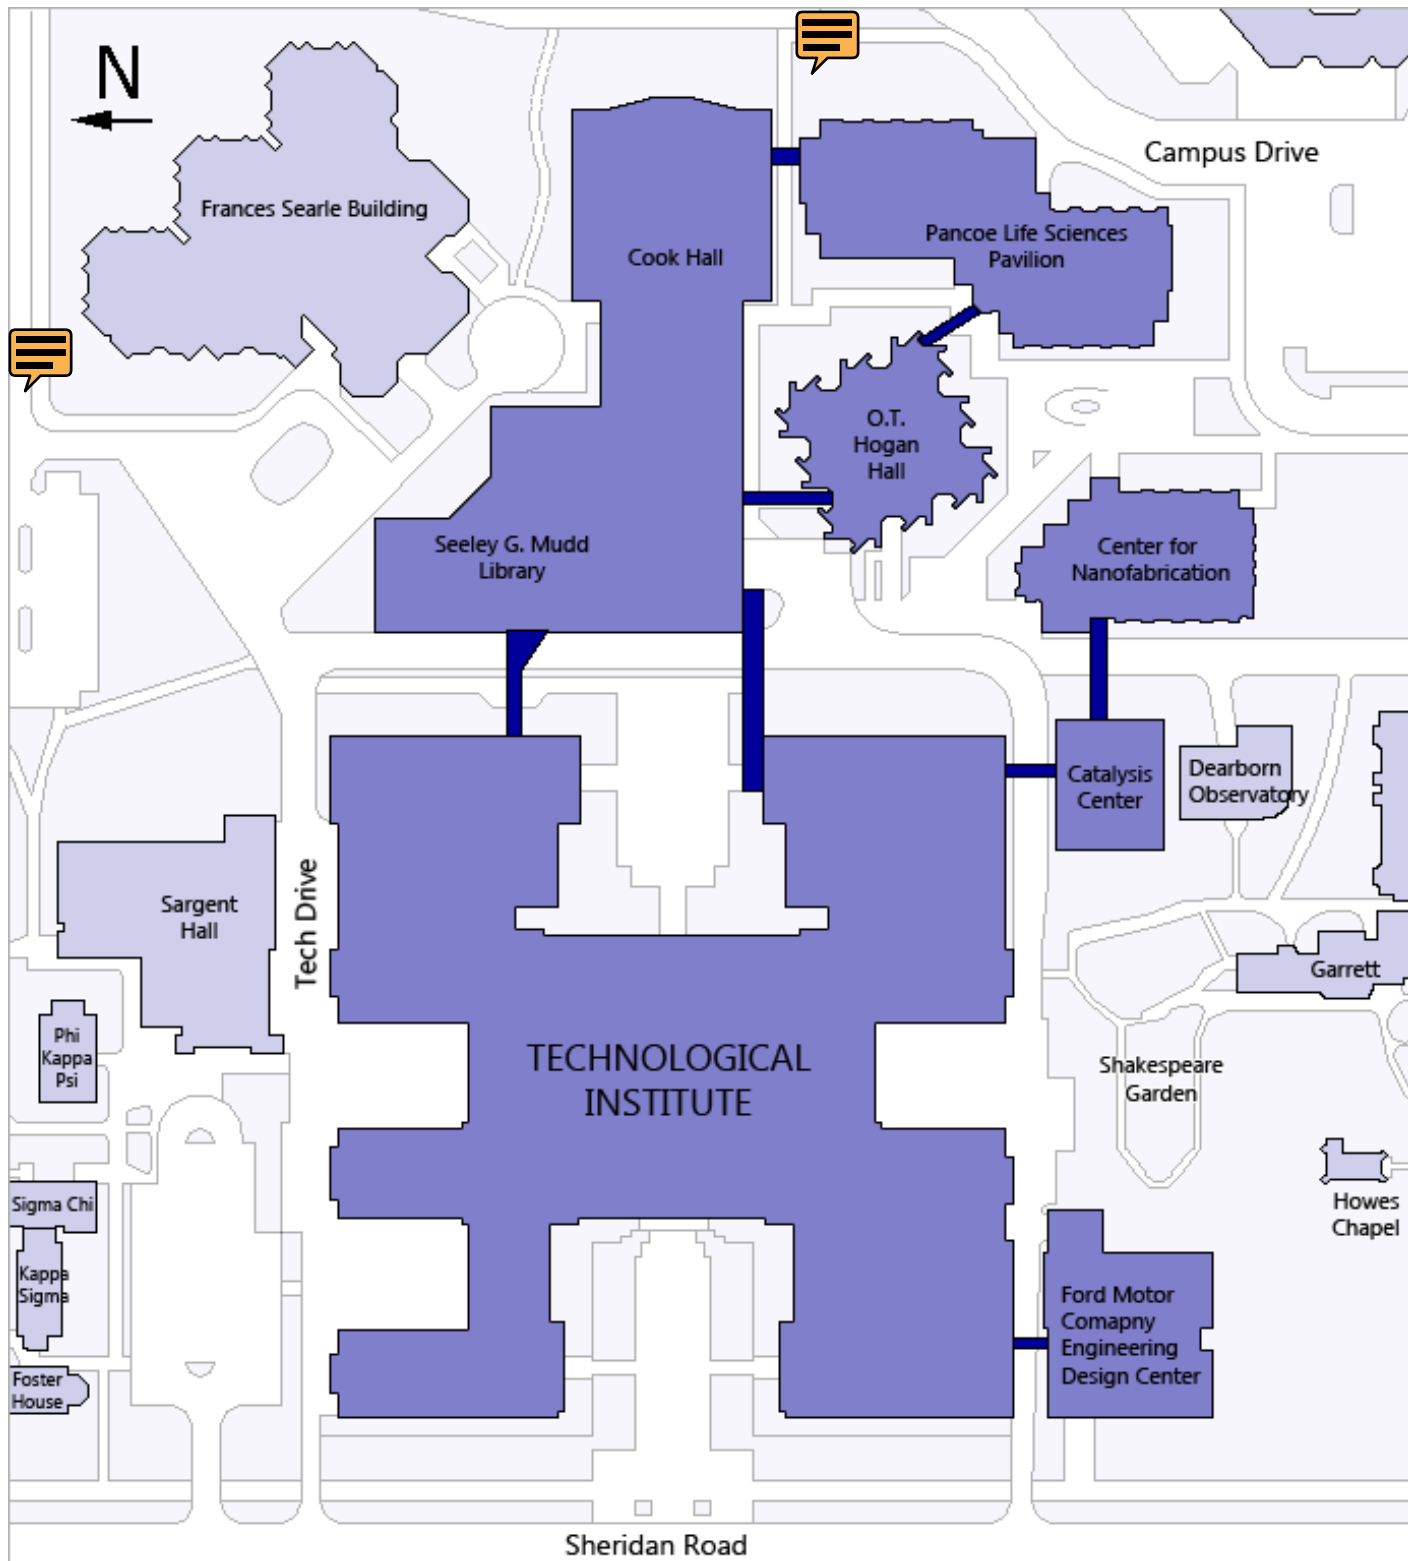 N
Campus Drive
Frances Searle Building
Cook Hall
Pancoe Life Sciences
Pavilion
O.T.
Hogan
Hall
Seeley G. Mudd
Library
Center for
Nanofabrication
Catalysis
Center
Dearborn
Observatory
Sargent
Hall
Tech Drive
Garrett
Phi
Kappa
Psi
TECHNOLOGICAL
INSTITUTE
Shakespeare
Garden
Sigma Chi
Howes
Chapel
Kappa
Sigma
Ford Motor
Comapny
Engineering
Design Center
Foster
House
Sheridan Road